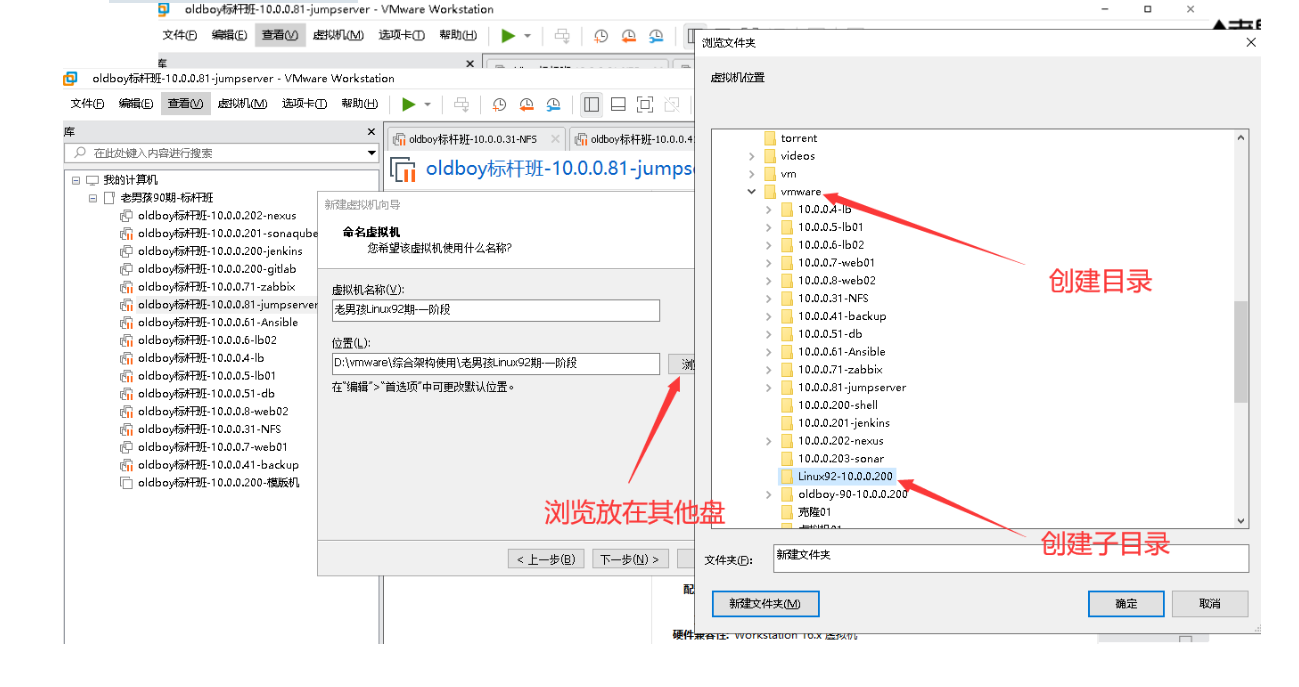 oldboy标杆班-10.0.0.81-jumpserver - VMware Workstation
文件(F) 编辑(E) 查看(V) 虚拟机(M) 选项卡(T) 帮助(H)
库
oldboy标杆班-10.0.0.81-jumpserver - VMware Workstation
文件(F) 编辑(E) 查看(V) 虚拟机(M) 选项卡(T) 帮助(H)
库
在此处键入内容进行搜索
我的计算机
老男孩90期-标杆班
oldboy标杆班-10.0.0.202-nexus
oldboy标杆班-10.0.0.201-sonaqube
oldboy标杆班-10.0.0.200-jenkins
oldboy标杆班-10.0.0.200-gitlab
oldboy标杆班-10.0.0.71-zabbix
oldboy标杆班-10.0.0.81-jumpserver
oldboy标杆班-10.0.0.61-Ansible
oldboy标杆班-10.0.0.6-lb02
oldboy标杆班-10.0.0.4-lb
oldboy标杆班-10.0.0.5-lb01
oldboy标杆班-10.0.0.51-db
oldboy标杆班-10.0.0.8-web02
oldboy标杆班-10.0.0.31-NFS
oldboy标杆班-10.0.0.7-web01
oldboy标杆班-10.0.0.41-backup
oldboy标杆班-10.0.0.200-模版机
oldboy标杆班-10.0.0.31-NFS
oldboy标杆班-10.0.0.4
oldboy标杆班-10.0.0.81-jumps
新建虚拟机向导
命名虚拟机
您希望该虚拟机使用什么名称?
虚拟机名称(V):
老男孩Linux92期-一阶段
位置(L):
D:\vmware\综合架构使用\老男孩Linux92期-一阶段
浏
在"编辑">"首选项"中可更改默认位置。
浏览放在其他盘
< 上一步(B)
下一步(N) >
配
硬件兼容性: Workstation 16.x 虚拟机
浏览文件夹
虚拟机位置
torrent
videos
vm
vmware
10.0.0.4-lb
10.0.0.5-lb01
10.0.0.6-lb02
10.0.0.7-web01
10.0.0.8-web02
10.0.0.31-NFS
10.0.0.41-backup
10.0.0.51-db
10.0.0.61-Ansible
10.0.0.71-zabbix
10.0.0.81-jumpserver
10.0.0.200-shell
10.0.0.201-jenkins
10.0.0.202-nexus
10.0.0.203-sonar
Linux92-10.0.0.200
oldboy-90-10.0.0.200
克隆01
创建目录
创建子目录
文件夹(F):
新建文件夹
新建文件夹(M)
确定
取消